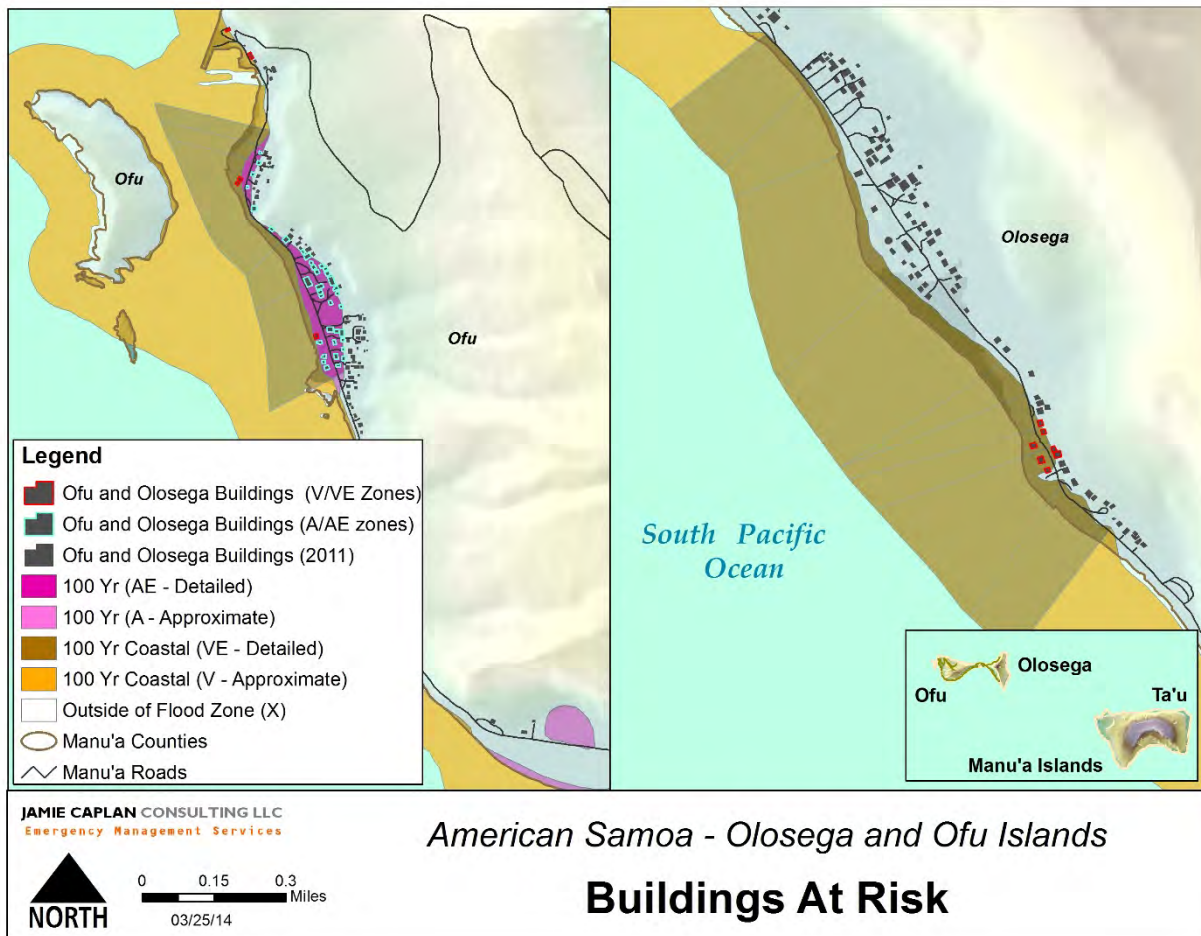 Ofu
Ofu
Olosega
South Pacific
Ocean
Legend
Ofu and Olosega Buildings (V/VE Zones)
Ofu and Olosega Buildings (A/AE zones)
Ofu and Olosega Buildings (2011)
100 Yr (AE - Detailed)
100 Yr (A - Approximate)
100 Yr Coastal (VE - Detailed)
100 Yr Coastal (V - Approximate)
Outside of Flood Zone (X)
Manu'a Counties
Manu'a Roads
Olosega
Ofu
Ta'u
Manu'a Islands
JAMIE CAPLAN CONSULTING LLC
Emergency Management Services
NORTH
0 0.15 0.3
Miles
03/25/14
American Samoa - Olosega and Ofu Islands
Buildings At Risk